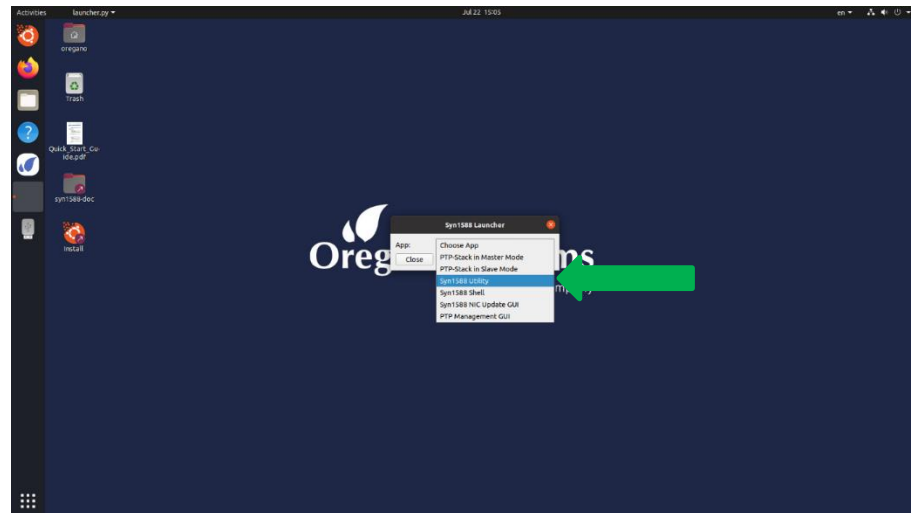 Activities
launcher.py
Jul 22 15:05
en
oregano
Trash
Quick_Start_Gu-
ide.pdf
syn1588-doc
Install
Syn1588 Launcher
App:
Close
Choose App
PTP-Stack in Master Mode
PTP-Stack in Slave Mode
Syn1588 Utility
Syn1588 Shell
Syn1588 NIC Update GUI
PTP Management GUI